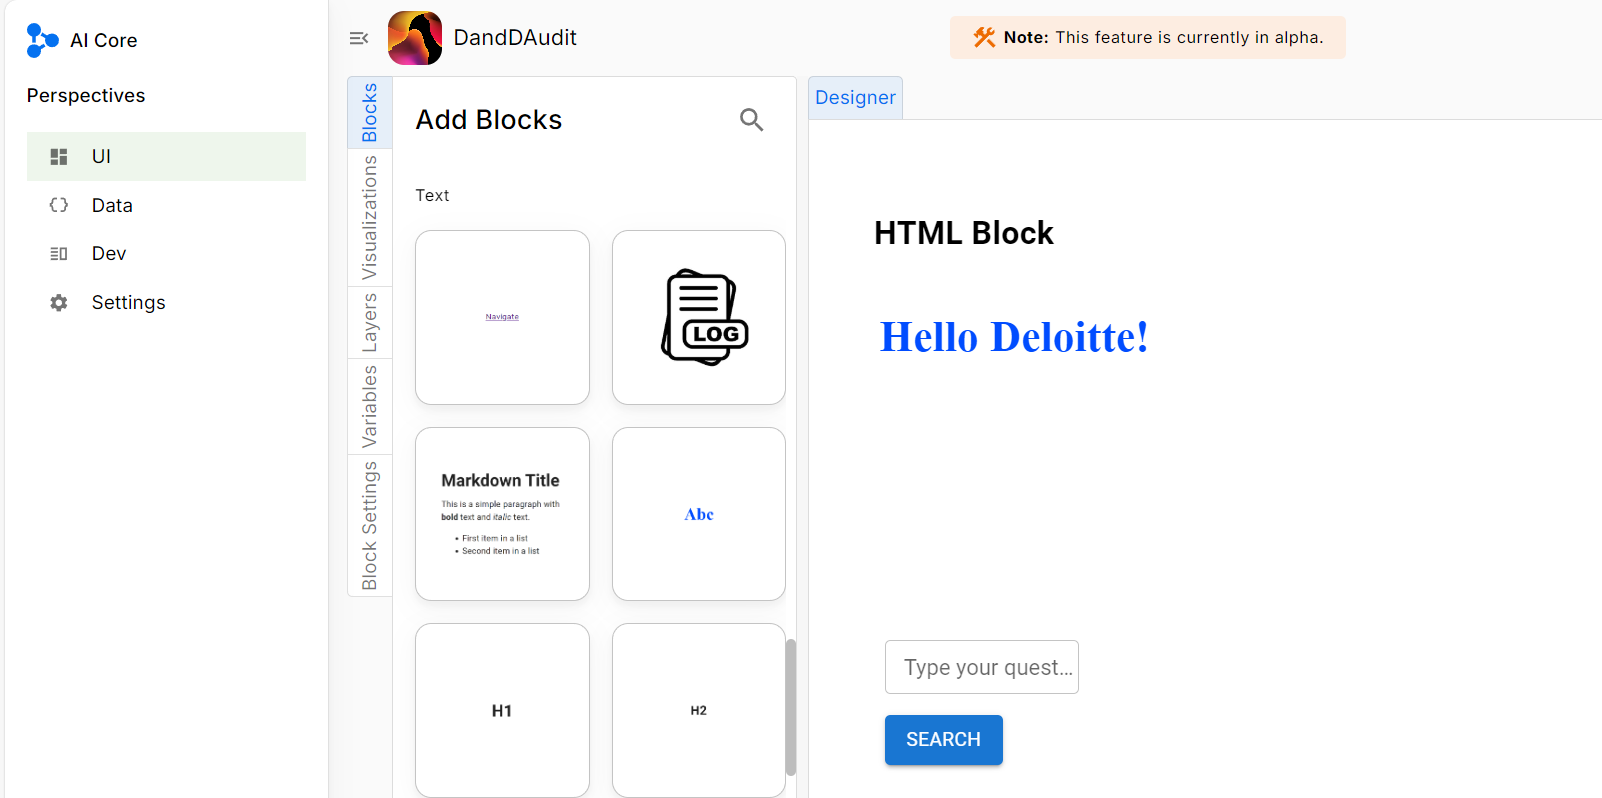 AI Core
Perspectives
UI
Data
Dev
Settings
DandDAudit
Note: This feature is currently in alpha.
Blocks
Visualizations
Layers
Variables
Block Settings
Add Blocks
Text
Navigate
LOG
Markdown Title
This is a simple paragraph with
bold text and italic text.
• First item in a list
• Second item in a list
Abc
H1
H2
Designer
HTML Block
Hello Deloitte!
Type your quest...
SEARCH